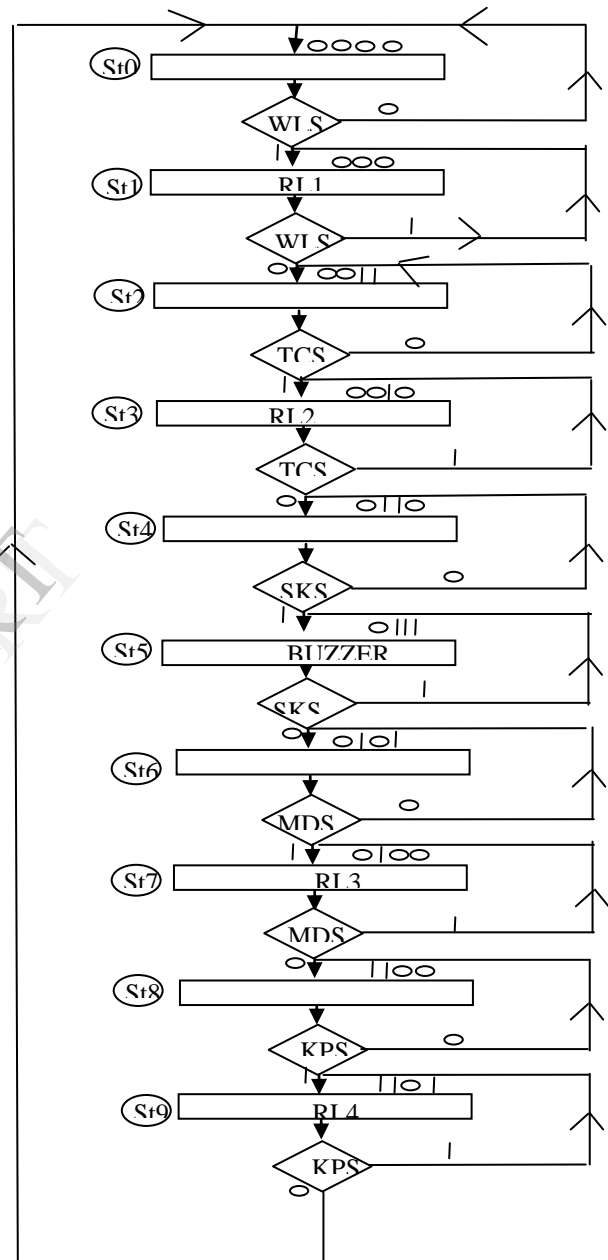 0000
St0
0
WLS
1 000
St1 RL1
1
WLS
0 0011
St2
0
TCS
1 0010
St3 RL2
1
TCS
0 0110
St4
0
SKS
1 0111
St5 BUZZER
1
SKS
0 0101
St6
0
MDS
1 0100
St7 RL3
1
MDS
0 1100
St8
0
KPS
1 1101
St9 RL4
1
KPS
0